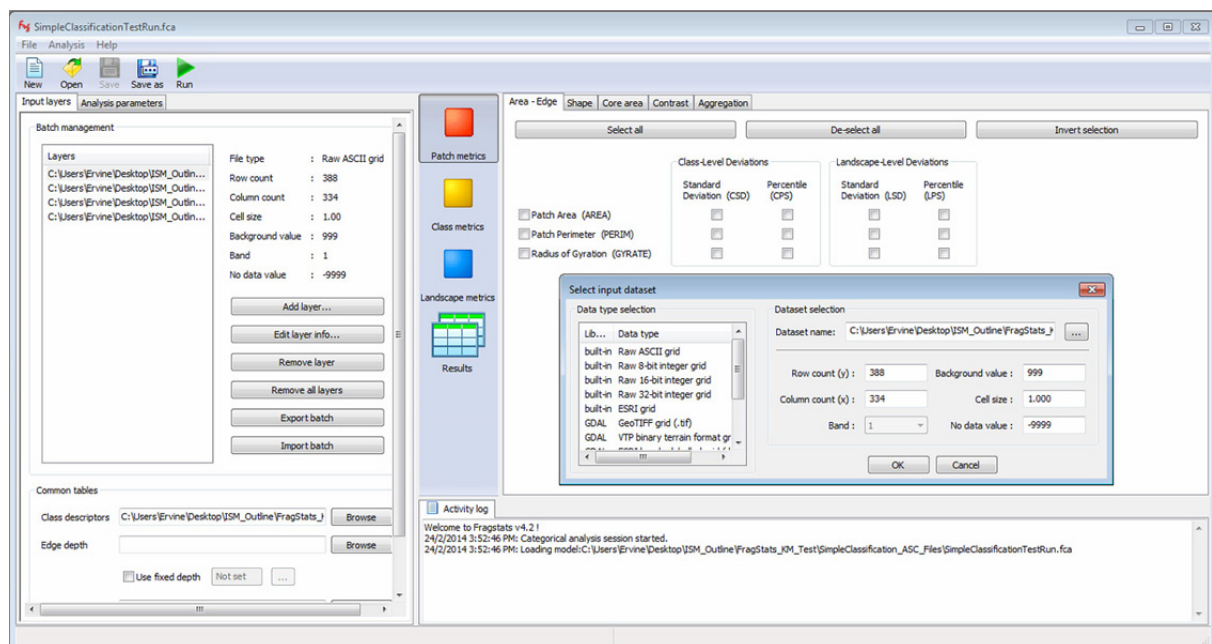 SimpleClassificationTestRun.fca
File Analysis Help
New Open Save Save as Run
Input layers Analysis parameters
Batch management
Layers
C:\Users\Ervine\Desktop\ISM_Outlin...
C:\Users\Ervine\Desktop\ISM_Outlin...
C:\Users\Ervine\Desktop\ISM_Outlin...
C:\Users\Ervine\Desktop\ISM_Outlin...
File type : Raw ASCII grid
Row count : 388
Column count : 334
Cell size : 1.00
Background value : 999
Band : 1
No data value : -9999
Add layer...
Edit layer info...
Remove layer
Remove all layers
Export batch
Import batch
Common tables
Class descriptors C:\Users\Ervine\Desktop\ISM_Outline\FragStats_ Browse
Edge depth Browse
Use fixed depth Not set ...
Patch metrics
Class metrics
Landscape metrics
Results
Area - Edge Shape Core area Contrast Aggregation
Select all De-select all Invert selection
Class-Level Deviations Landscape-Level Deviations
Standard Deviation (CSD) Percentile (CPS) Standard Deviation (LSD) Percentile (LPS)
Patch Area (AREA)
Patch Perimeter (PERIM)
Radius of Gyration (GYRATE)
Select input dataset
Data type selection
Lib... Data type
built-in Raw ASCII grid
built-in Raw 8-bit integer grid
built-in Raw 16-bit integer grid
built-in Raw 32-bit integer grid
built-in ESRI grid
GDAL GeoTIFF grid (.tif)
GDAL VTP binary terrain format gr
Dataset selection
Dataset name: C:\Users\Ervine\Desktop\ISM_Outline\FragStats_ ...
Row count (y) : 388 Background value : 999
Column count (x) : 334 Cell size : 1.000
Band : 1 No data value : -9999
OK Cancel
Activity log
Welcome to Fragstats v4.2 !
24/2/2014 3:52:46 PM: Categorical analysis session started.
24/2/2014 3:52:46 PM: Loading model:C:\Users\Ervine\Desktop\ISM_Outline\FragStats_KM_Test\SimpleClassification_ASC_Files\SimpleClassificationTestRun.fca